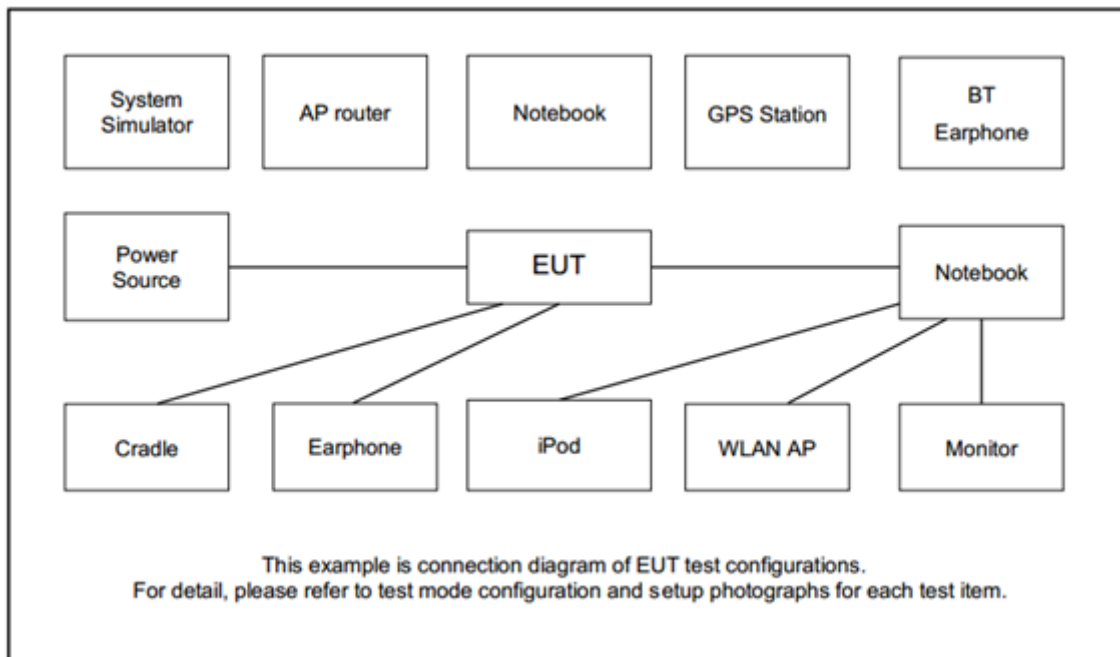 System
Simulator
AP router
Notebook
GPS Station
BT
Earphone
Power
Source
EUT
Notebook
Cradle
Earphone
iPod
WLAN AP
Monitor
This example is connection diagram of EUT test configurations.
For detail, please refer to test mode configuration and setup photographs for each test item.